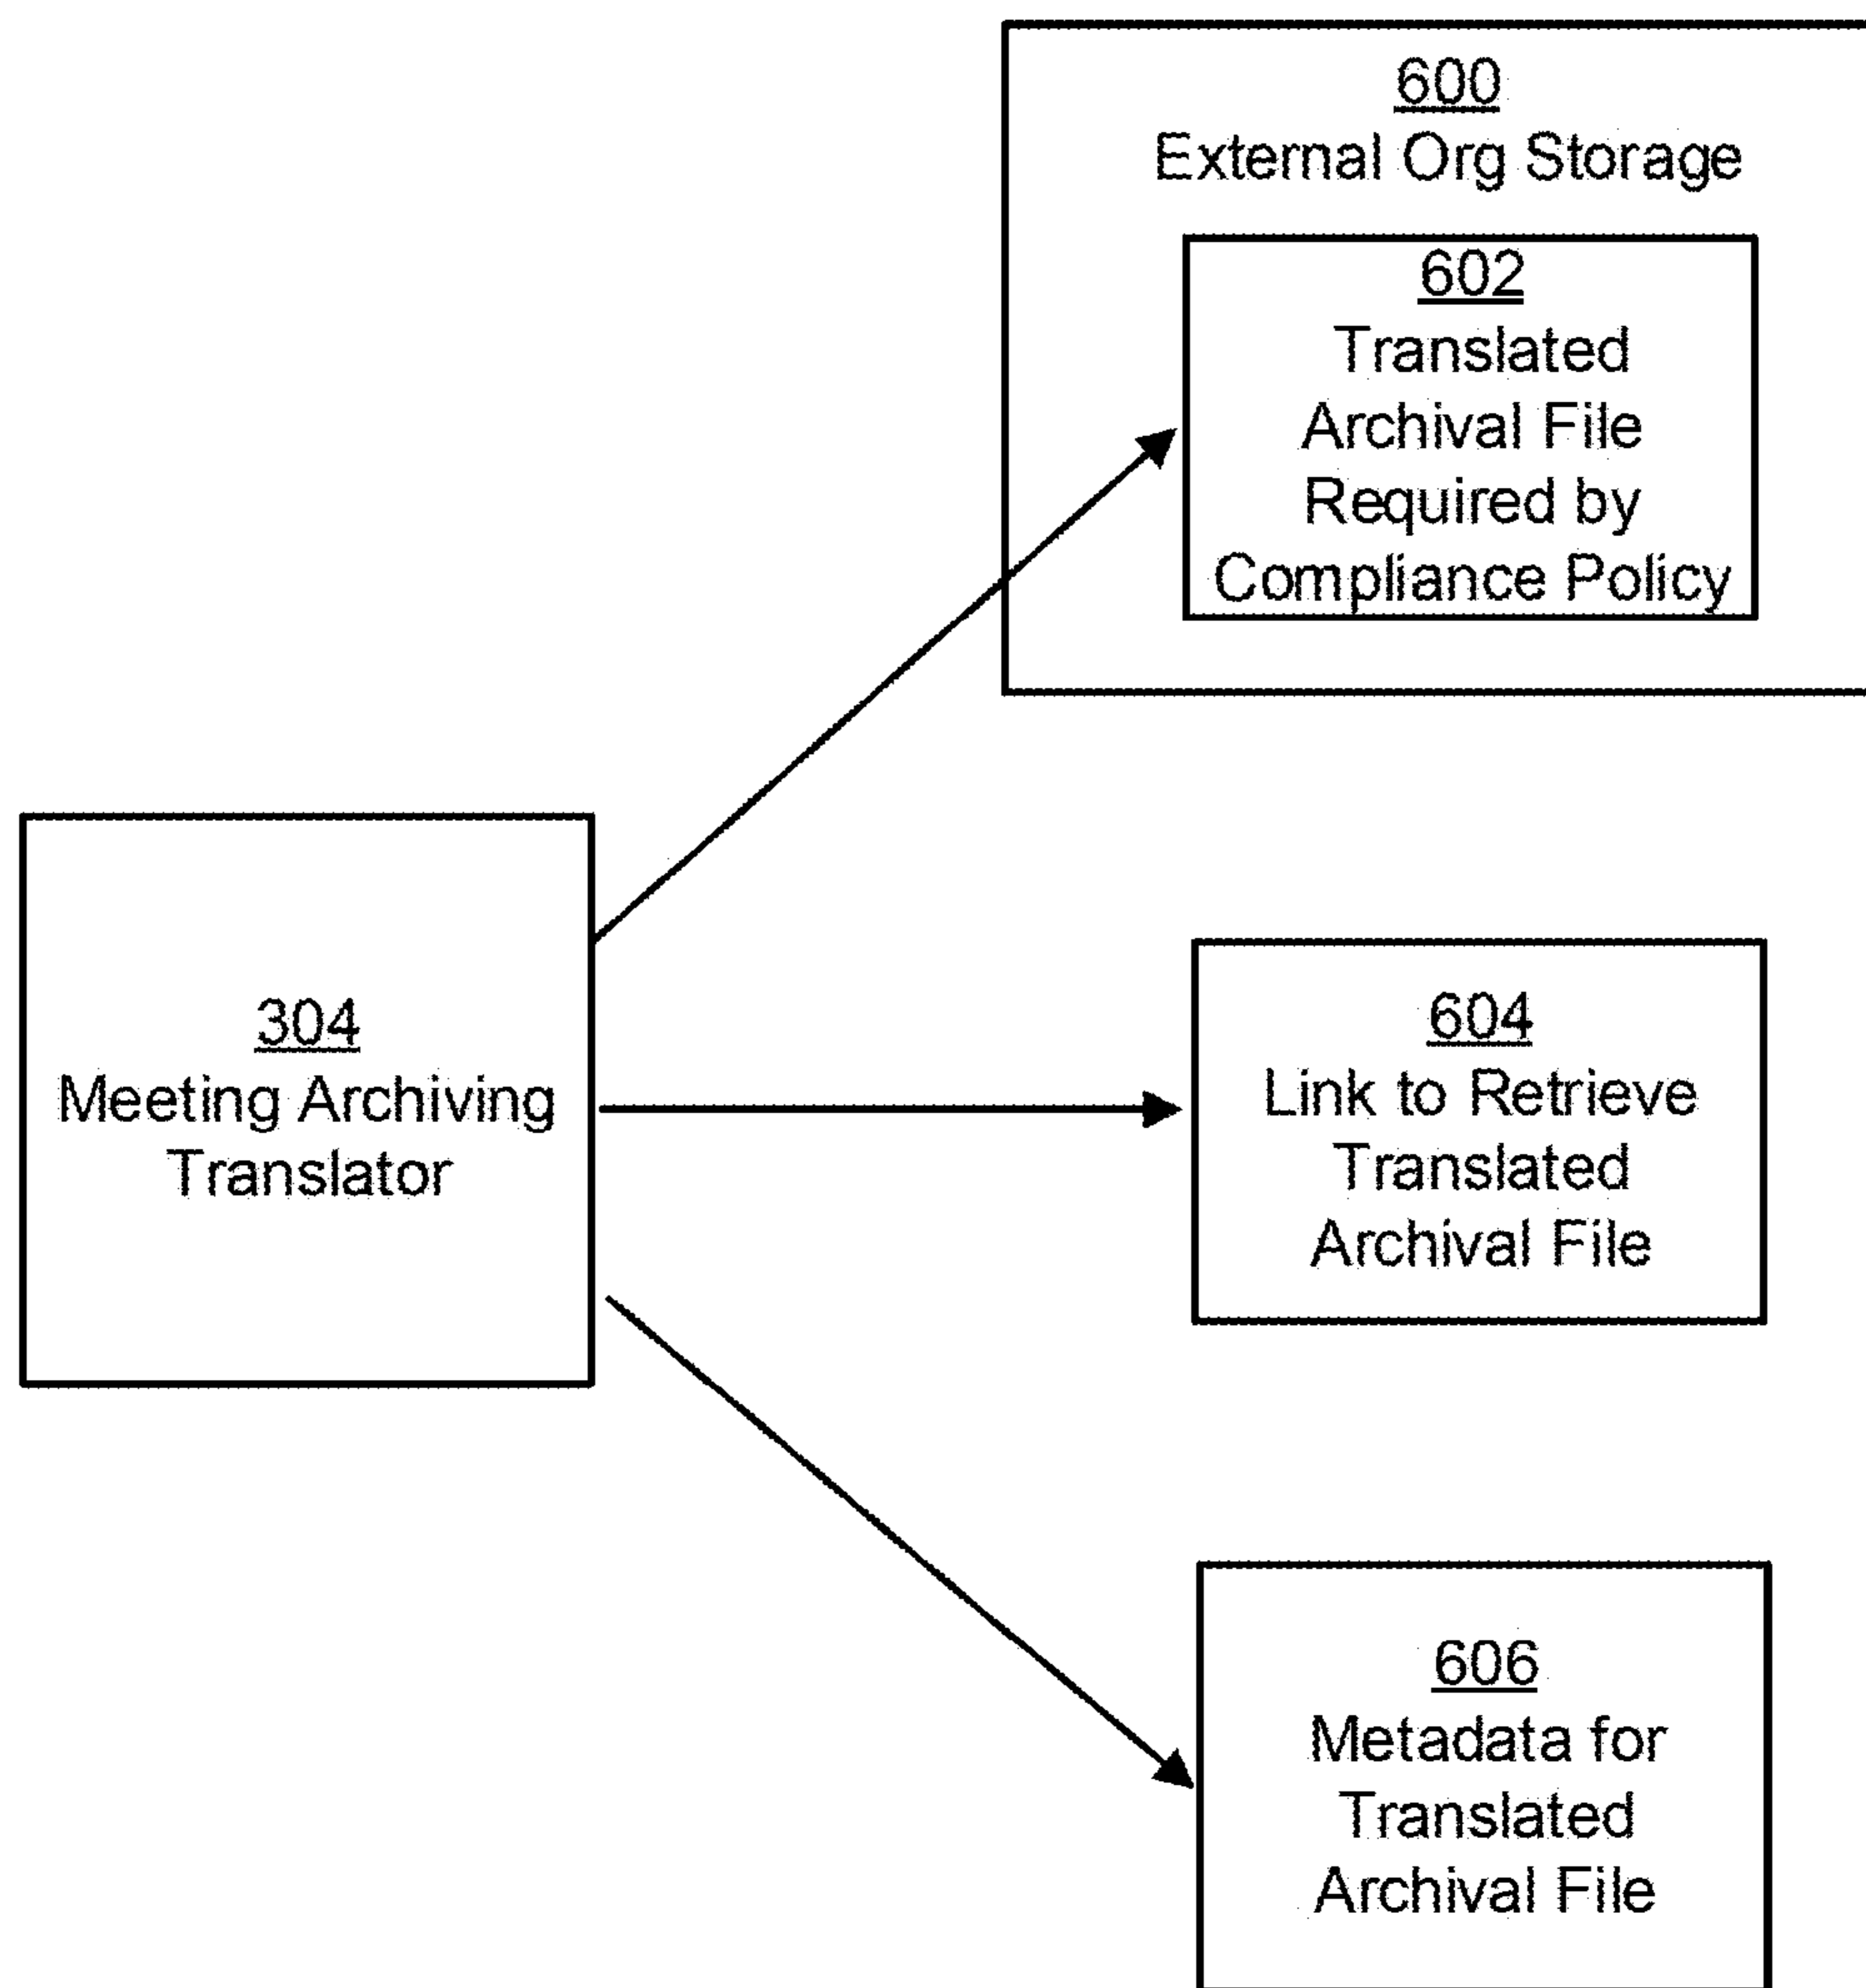 600
External Org Storage
602
Translated
Archival File
Required by
Compliance Policy
304
Meeting Archiving
Translator
604
Link to Retrieve
Translated
Archival File
606
Metadata for
Translated
Archival File